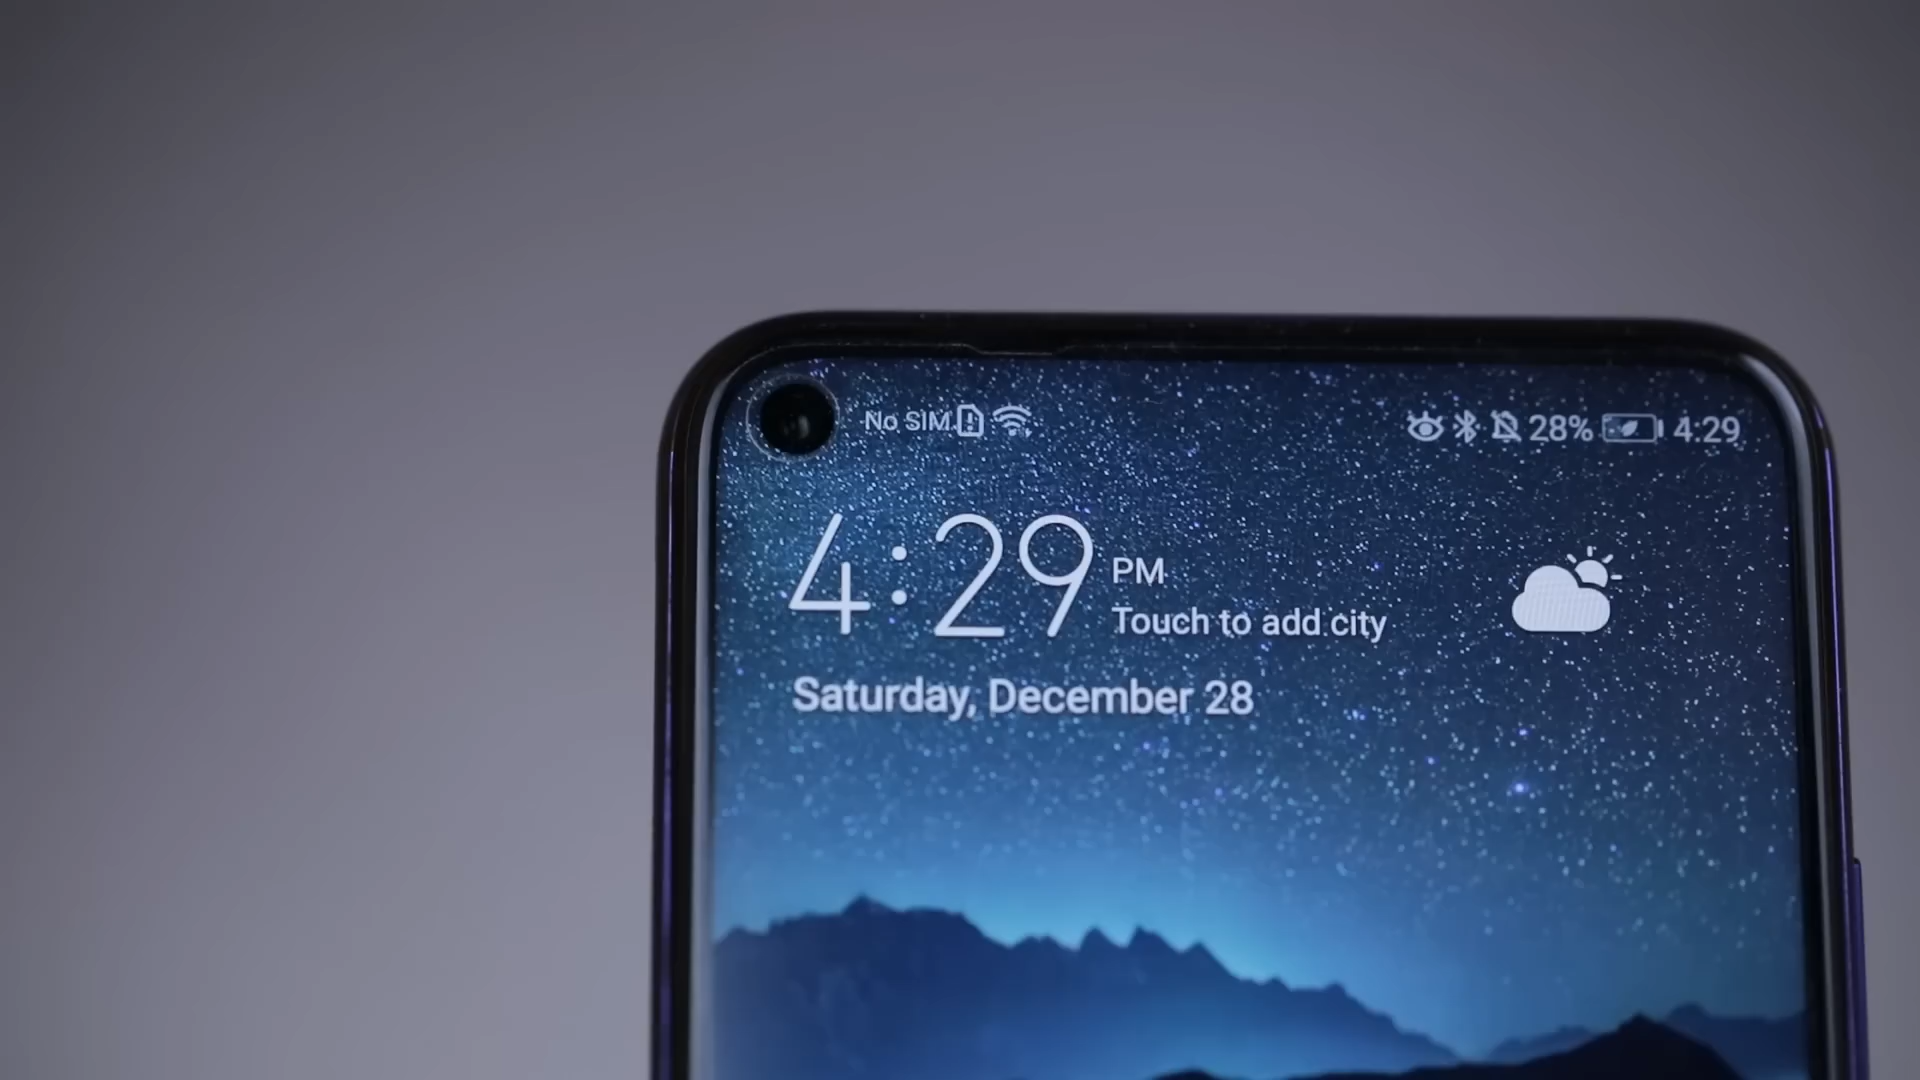 No SIM 28% 4:29
4:29 PM
Touch to add city
Saturday, December 28